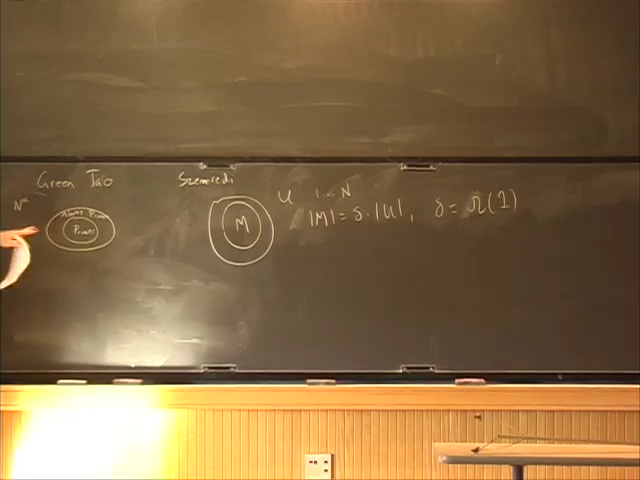 Green Tao
Szemeredi
U 1 ... N
|M| = δ · |U| , δ = Ω(1)
Almost Primes
Primes
M